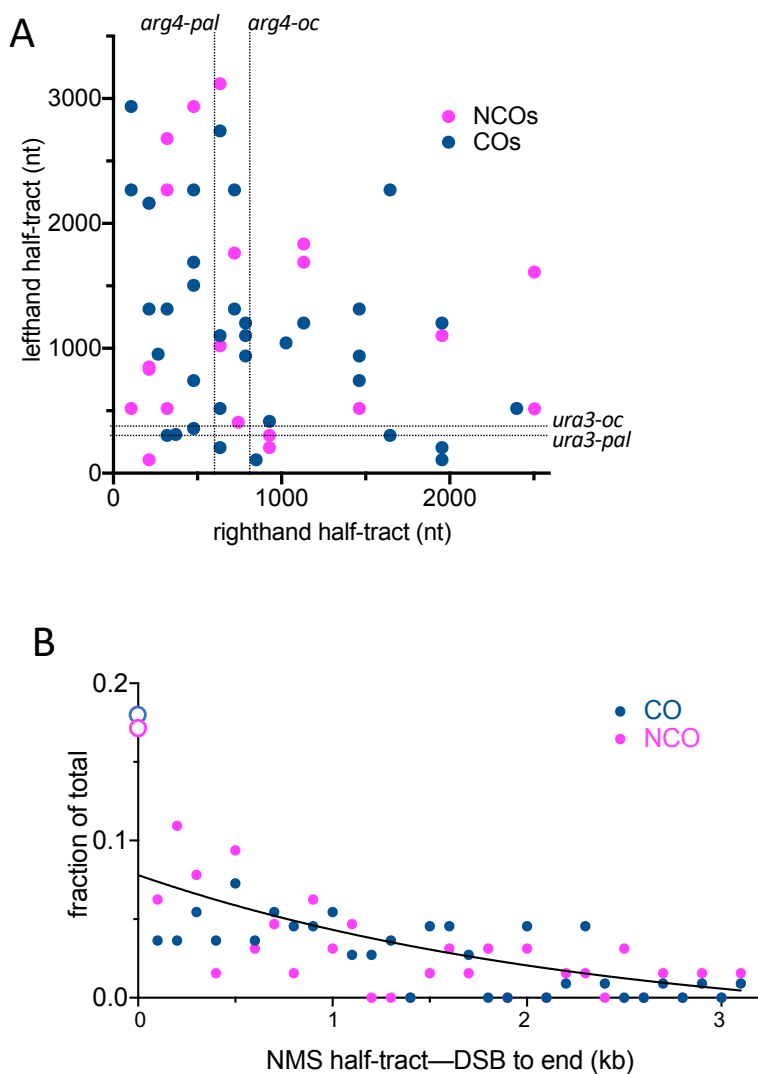 A
arg4-pal
arg4-oc
3000
2000
1000
0
lefthand half-tract (nt)
NCOs
COs
ura3-oc
ura3-pal
0
1000
2000
righthand half-tract (nt)
B
0.2
0.1
0.0
fraction of total
CO
NCO
0
1
2
3
NMS half-tract—DSB to end (kb)